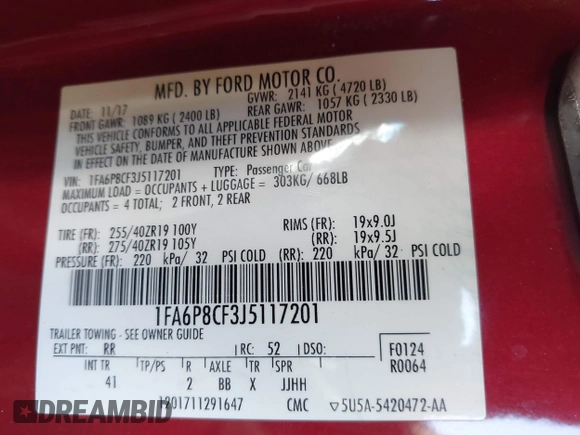 MFD. BY FORD MOTOR CO.
DATE: 11/17 GVWR: 2141 KG ( 4720 LB)
FRONT GAWR: 1089 KG ( 2400 LB) REAR GAWR: 1057 KG ( 2330 LB)
THIS VEHICLE CONFORMS TO ALL APPLICABLE FEDERAL MOTOR
VEHICLE SAFETY, BUMPER, AND THEFT PREVENTION STANDARDS
IN EFFECT ON THE DATE OF MANUFACTURE SHOWN ABOVE.
VIN: 1FA6P8CF3J5117201 TYPE: Passenger Car
MAXIMUM LOAD = OCCUPANTS + LUGGAGE = 303KG/ 668LB
OCCUPANTS = 4 TOTAL; 2 FRONT, 2 REAR
TIRE (FR): 255/40ZR19 100Y RIMS (FR): 19x9.0J
(RR): 275/40ZR19 105Y (RR): 19x9.5J
PRESSURE (FR): 220 kPa/ 32 PSI COLD (RR): 220 kPa/ 32 PSI COLD
1FA6P8CF3J5117201
TRAILER TOWING - SEE OWNER GUIDE
EXT PNT: RR RC: 52 DSO: F0124
INT TR TP/PS R AXLE TR SPR R0064
41 2 BB X JJHH
1201711291647 CMC ▽5U5A-5420472-AA
DREAMBID